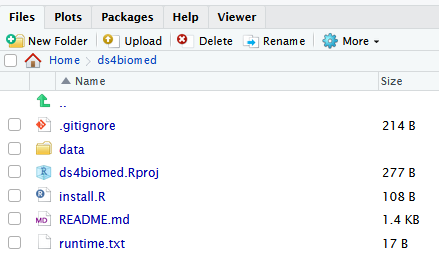 Files Plots Packages Help Viewer
New Folder Upload Delete Rename More
Home ds4biomed
Name Size
..
.gitignore 214 B
data
ds4biomed.Rproj 277 B
install.R 108 B
MD README.md 1.4 KB
runtime.txt 17 B